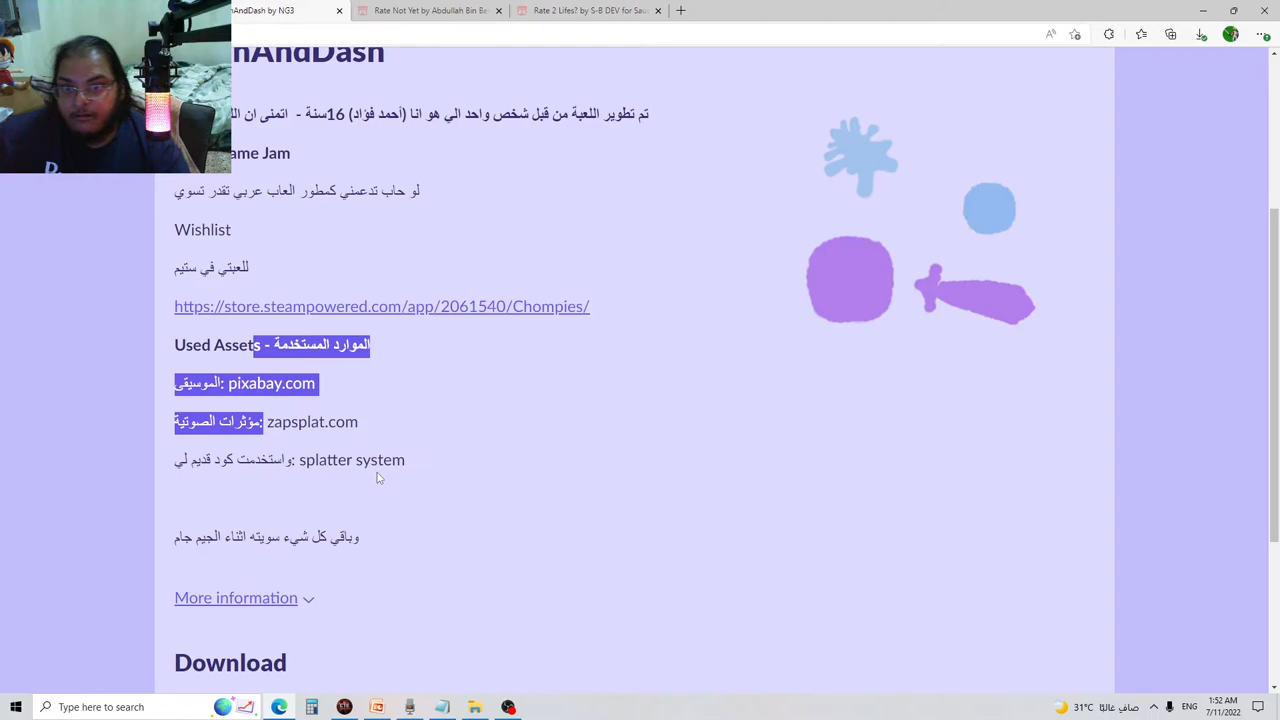 nAndDash by NG3
Rate Not Yet by Abdullah Bin Be
Rate 2 Lifes? by S-B DEV for Sau
nAndDash
تم تطوير اللعبة من قبل شخص واحد الي هو انا (أحمد فؤاد) 16سنة - اتمنى ان
ame Jam
لو حاب تدعمني كمطور العاب عربي تقدر تسوي
Wishlist
للعبتي في ستيم
https://store.steampowered.com/app/2061540/Chompies/
Used Assets - الموارد المستخدمة
الموسيقى: pixabay.com
مؤثرات الصوتية: zapsplat.com
واستخدمت كود قديم لي: splatter system
وباقي كل شيء سويته اثناء الجيم جام
More information
Download
Type here to search
31°C صافٍ غالبًا
ENG
1:52 AM
7/11/2022